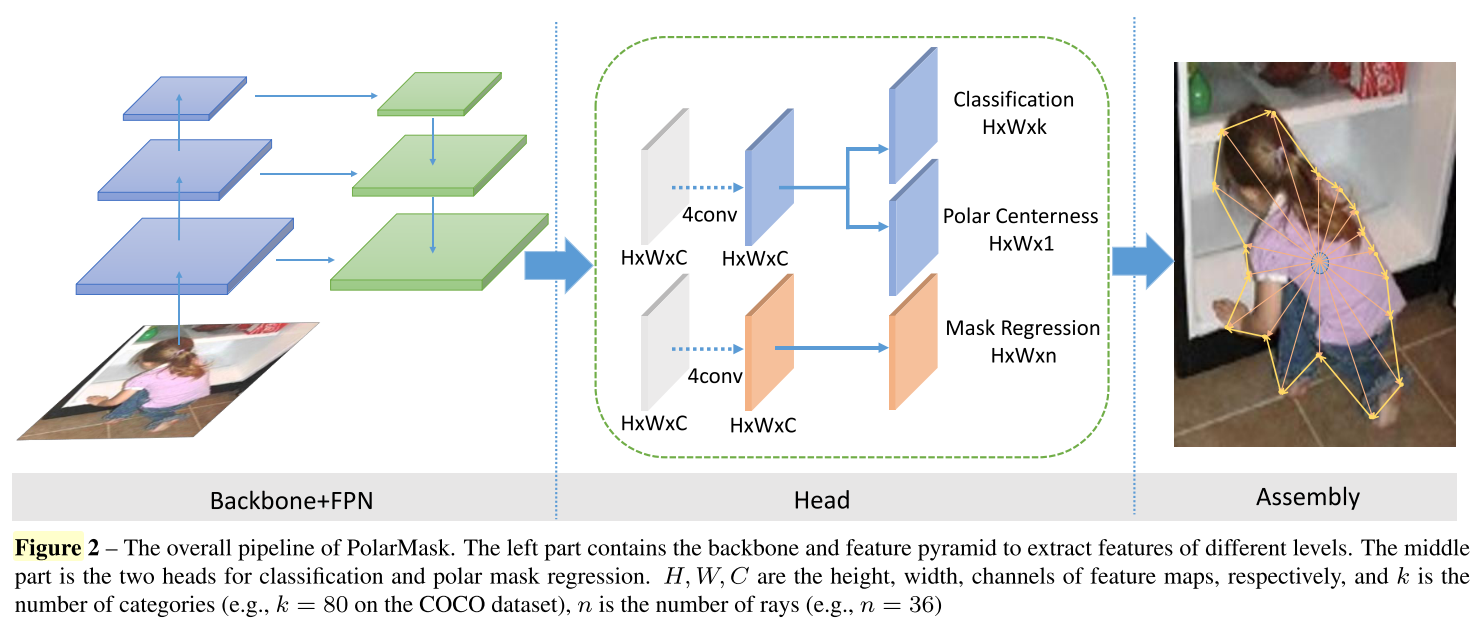 Classification
HxWxk
4conv
Polar Centerness
HxWx1
HxWxC
HxWxC
Mask Regression
HxWxn
4conv
HxWxC
HxWxC
Backbone+FPN
Head
Assembly
Figure 2 – The overall pipeline of PolarMask. The left part contains the backbone and feature pyramid to extract features of different levels. The middle
part is the two heads for classification and polar mask regression. H, W, C are the height, width, channels of feature maps, respectively, and k is the
number of categories (e.g., k = 80 on the COCO dataset), n is the number of rays (e.g., n = 36)